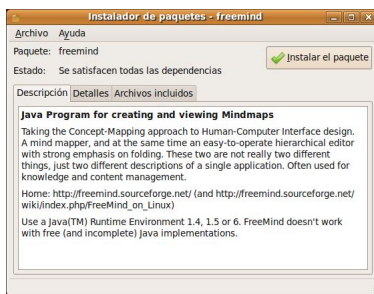 Instalador de paquetes - freemind
Archivo Ayuda
Paquete: freemind
Instalar el paquete
Estado: Se satisfacen todas las dependencias
Descripción Detalles Archivos incluidos
Java Program for creating and viewing Mindmaps
Taking the Concept-Mapping approach to Human-Computer Interface design.
A mind mapper, and at the same time an easy-to-operate hierarchical editor
with strong emphasis on folding. These two are not really two different
things, just two different descriptions of a single application. Often used for
knowledge and content management.
Home: http://freemind.sourceforge.net/ (and http://freemind.sourceforge.net/
wiki/index.php/FreeMind_on_Linux)
Use a Java(TM) Runtime Environment 1.4, 1.5 or 6. FreeMind doesn't work
with free (and incomplete) Java implementations.